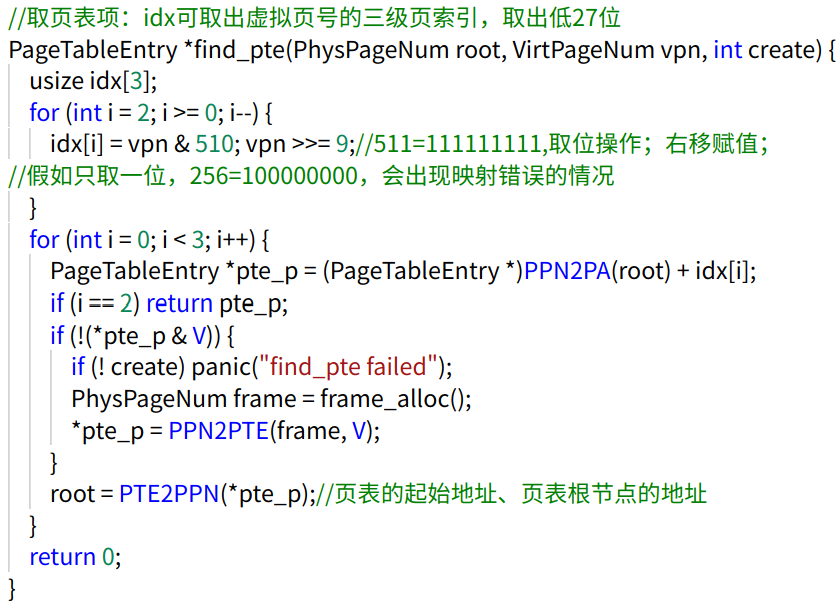 //取页表项：idx可取出虚拟页号的三级页索引，取出低27位
PageTableEntry *find_pte(PhysPageNum root, VirtPageNum vpn, int create) {
usize idx[3];
for (int i = 2; i >= 0; i--) {
idx[i] = vpn & 510; vpn >>= 9;//511=111111111,取位操作；右移赋值；
//假如只取一位，256=100000000，会出现映射错误的情况
}
for (int i = 0; i < 3; i++) {
PageTableEntry *pte_p = (PageTableEntry *)PPN2PA(root) + idx[i];
if (i == 2) return pte_p;
if (!(*pte_p & V)) {
if (! create) panic("find_pte failed");
PhysPageNum frame = frame_alloc();
*pte_p = PPN2PTE(frame, V);
}
root = PTE2PPN(*pte_p);//页表的起始地址、页表根节点的地址
}
return 0;
}